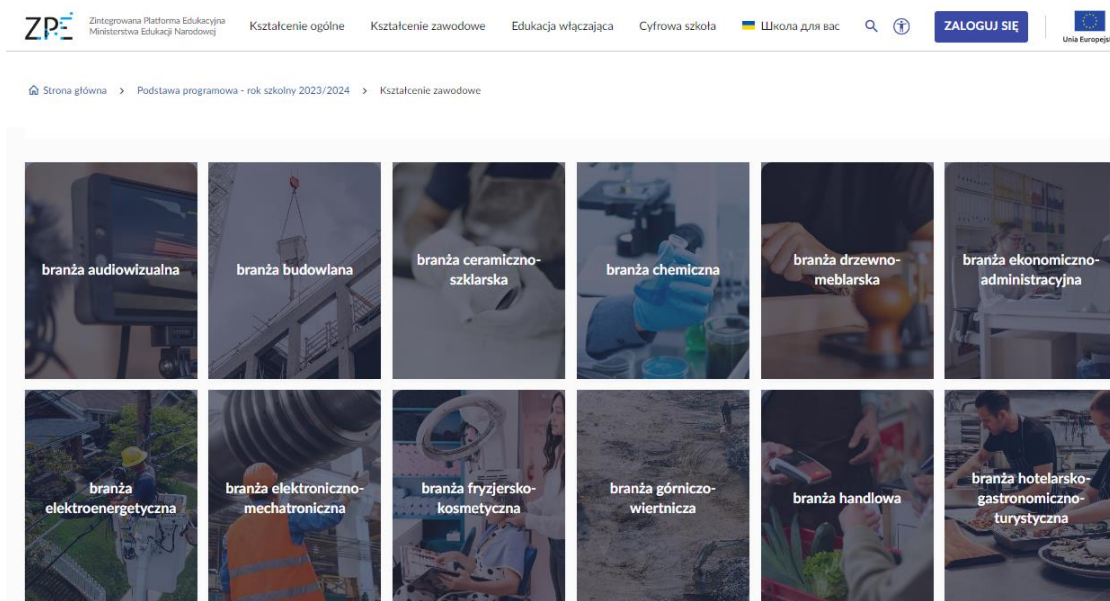 ZPE
Zintegrowana Platforma Edukacyjna
Ministerstwa Edukacji Narodowej
Kształcenie ogólne
Kształcenie zawodowe
Edukacja włączająca
Cyfrowa szkoła
Школа для вас
ZALOGUJ SIĘ
Unia Europejs
Strona główna > Podstawa programowa - rok szkolny 2023/2024 > Kształcenie zawodowe
branża audiowizualna
branża budowlana
branża ceramiczno-
szklarska
branża chemiczna
branża drzewno-
meblarska
branża ekonomiczno-
administracyjna
branża
elektroenergetyczna
branża elektroniczno-
mechatroniczna
branża fryzjersko-
kosmetyczna
branża górniczo-
wiertnicza
branża handlowa
branża hotelarsko-
gastronomiczno-
turystyczna